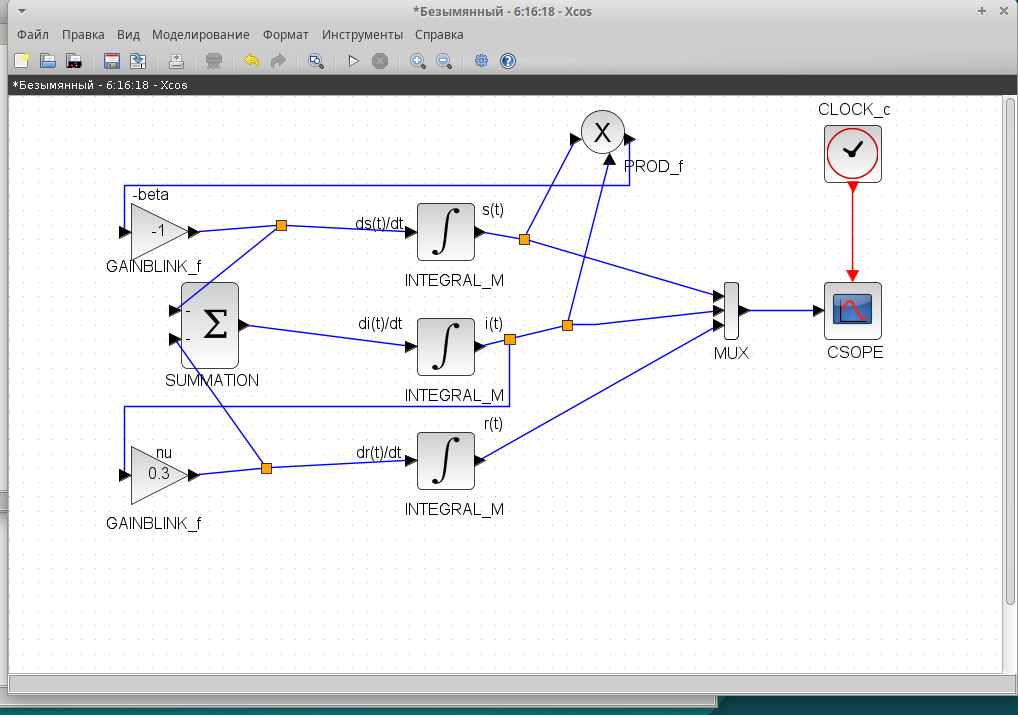 *Безымянный - 6:16:18 - Xcos
Файл Правка Вид Моделирование Формат Инструменты Справка
*Безымянный - 6:16:18 - Xcos
CLOCK_c
X
PROD_f
-beta
-1
GAINBLINK_f
ds(t)/dt
∫
s(t)
INTEGRAL_M
-
-
Σ
SUMMATION
di(t)/dt
∫
i(t)
INTEGRAL_M
MUX
CSOPE
nu
0.3
GAINBLINK_f
dr(t)/dt
∫
r(t)
INTEGRAL_M